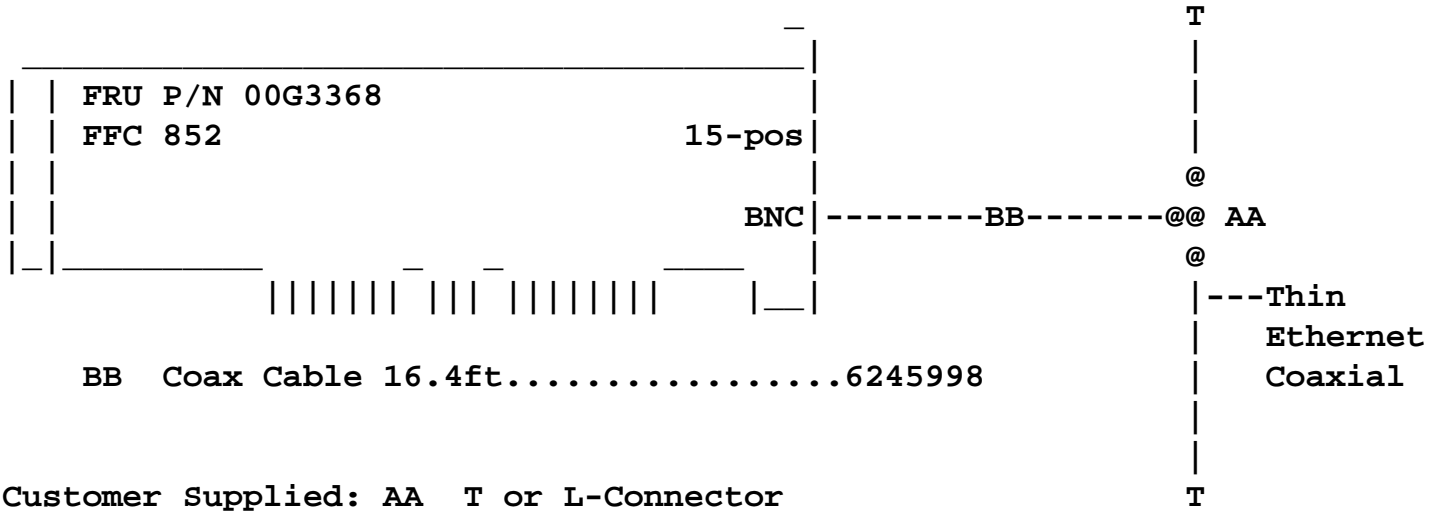 T
FRU P/N 00G3368
FFC 852 15-pos
@
BNC|--------BB-------@@ AA
@
|---Thin
Ethernet
BB Coax Cable 16.4ft.................6245998 Coaxial
Customer Supplied: AA T or L-Connector T